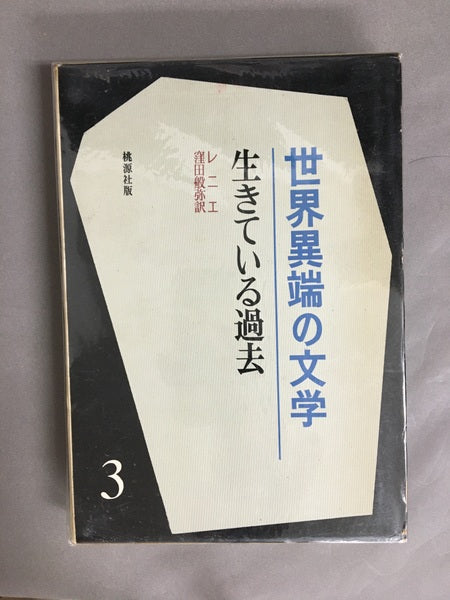 世界異端の文学
生きている過去
レニエ
窪田般弥訳
桃源社版
3